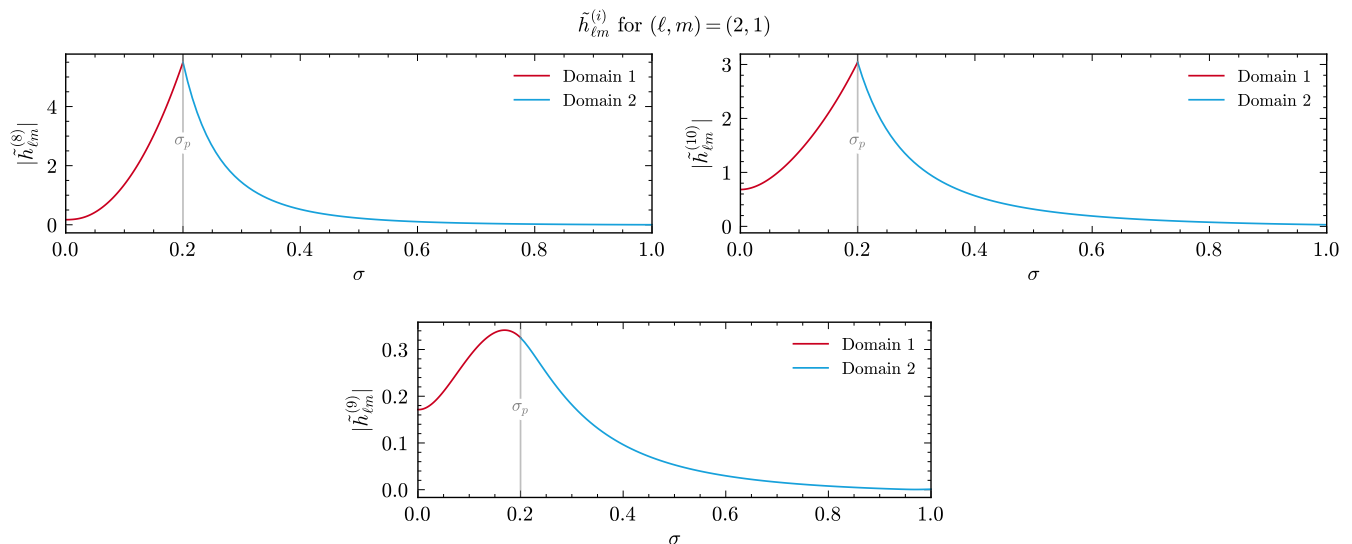 h̃_{ℓm}^{(i)} for (ℓ, m) = (2, 1)
|h̃_{ℓm}^{(8)}|
4
2
0
Domain 1
Domain 2
σ_p
0.0 0.2 0.4 0.6 0.8 1.0
σ
|h̃_{ℓm}^{(10)}|
3
2
1
0
Domain 1
Domain 2
σ_p
0.0 0.2 0.4 0.6 0.8 1.0
σ
|h̃_{ℓm}^{(9)}|
0.3
0.2
0.1
0.0
Domain 1
Domain 2
σ_p
0.0 0.2 0.4 0.6 0.8 1.0
σ